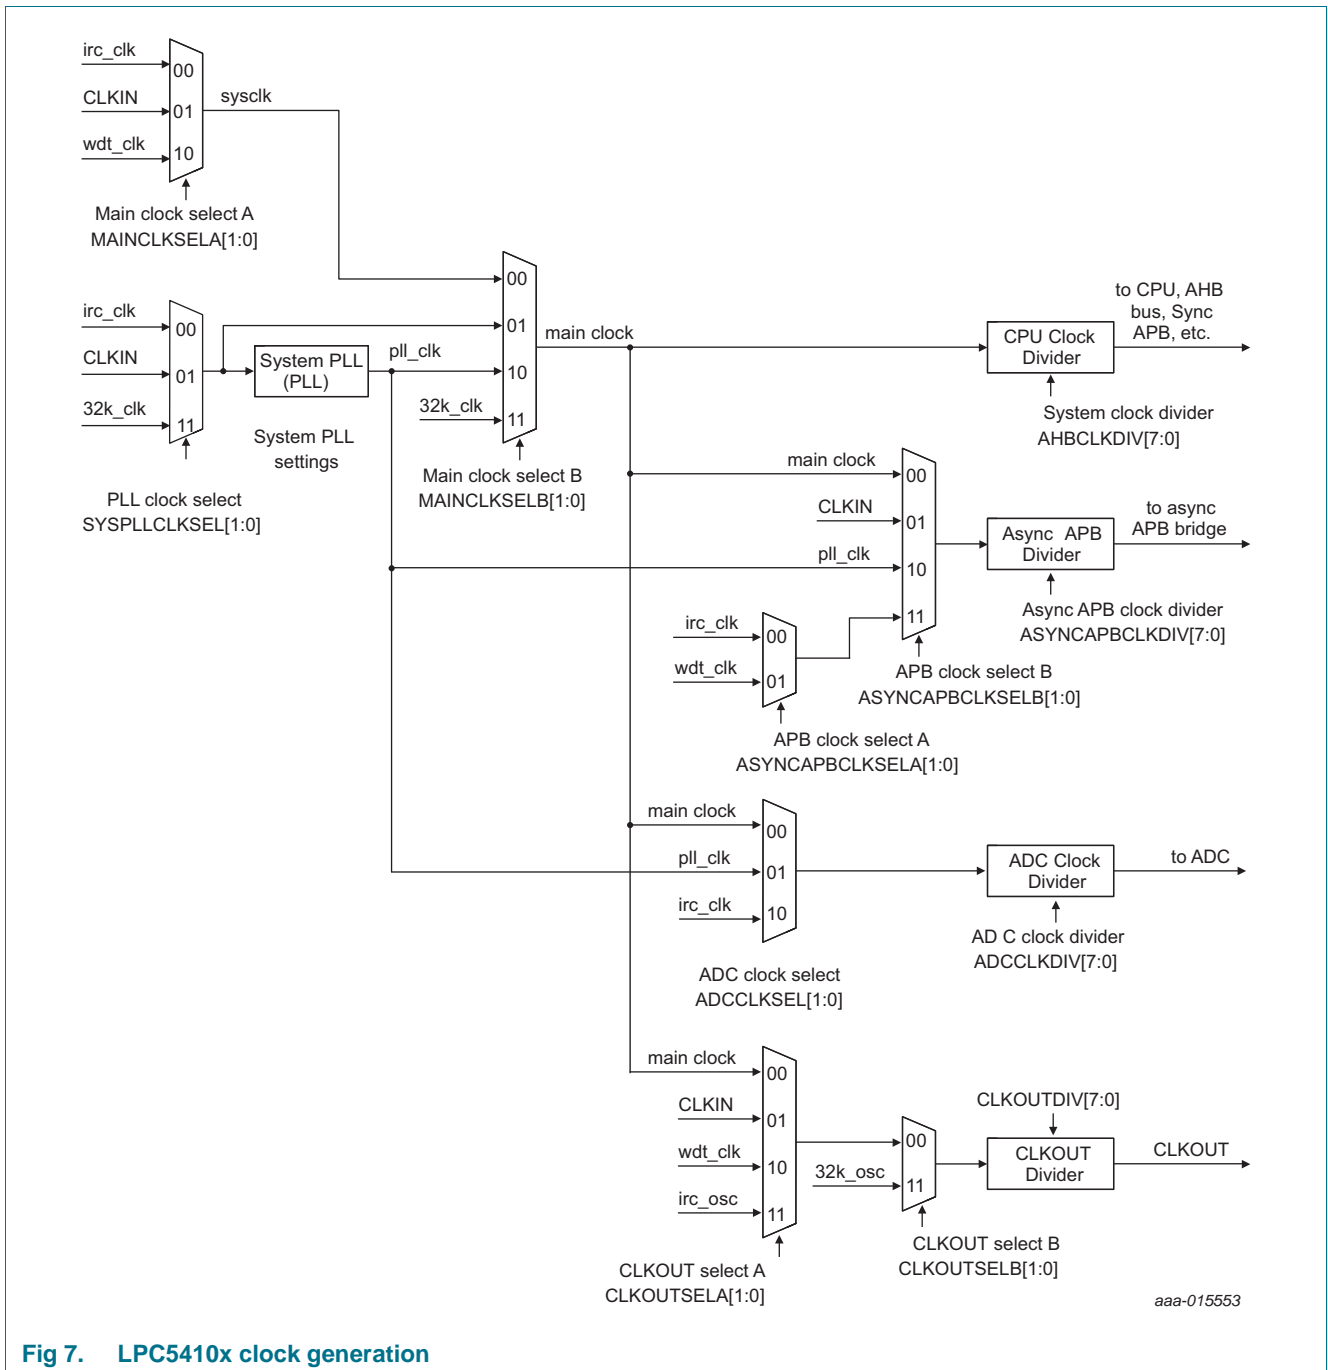 irc_clk
00
CLKIN
01
sysclk
wdt_clk
10
Main clock select A
MAINCLKSELA[1:0]
irc_clk
00
CLKIN
01
32k_clk
11
PLL clock select
SYSPLLCLKSEL[1:0]
System PLL
(PLL)
pll_clk
System PLL
settings
00
01
10
32k_clk
11
Main clock select B
MAINCLKSELB[1:0]
main clock
CPU Clock
Divider
to CPU, AHB
bus, Sync
APB, etc.
System clock divider
AHBCLKDIV[7:0]
main clock
00
CLKIN
01
pll_clk
10
11
irc_clk
00
wdt_clk
01
APB clock select A
ASYNCAPBCLKSELA[1:0]
APB clock select B
ASYNCAPBCLKSELB[1:0]
Async APB
Divider
to async
APB bridge
Async APB clock divider
ASYNCAPBCLKDIV[7:0]
main clock
00
pll_clk
01
irc_clk
10
ADC clock select
ADCCLKSEL[1:0]
ADC Clock
Divider
to ADC
AD C clock divider
ADCCLKDIV[7:0]
main clock
00
CLKIN
01
wdt_clk
10
irc_osc
11
CLKOUT select A
CLKOUTSELA[1:0]
00
32k_osc
11
CLKOUT select B
CLKOUTSELB[1:0]
CLKOUTDIV[7:0]
CLKOUT
Divider
CLKOUT
aaa-015553
Fig 7. LPC5410x clock generation